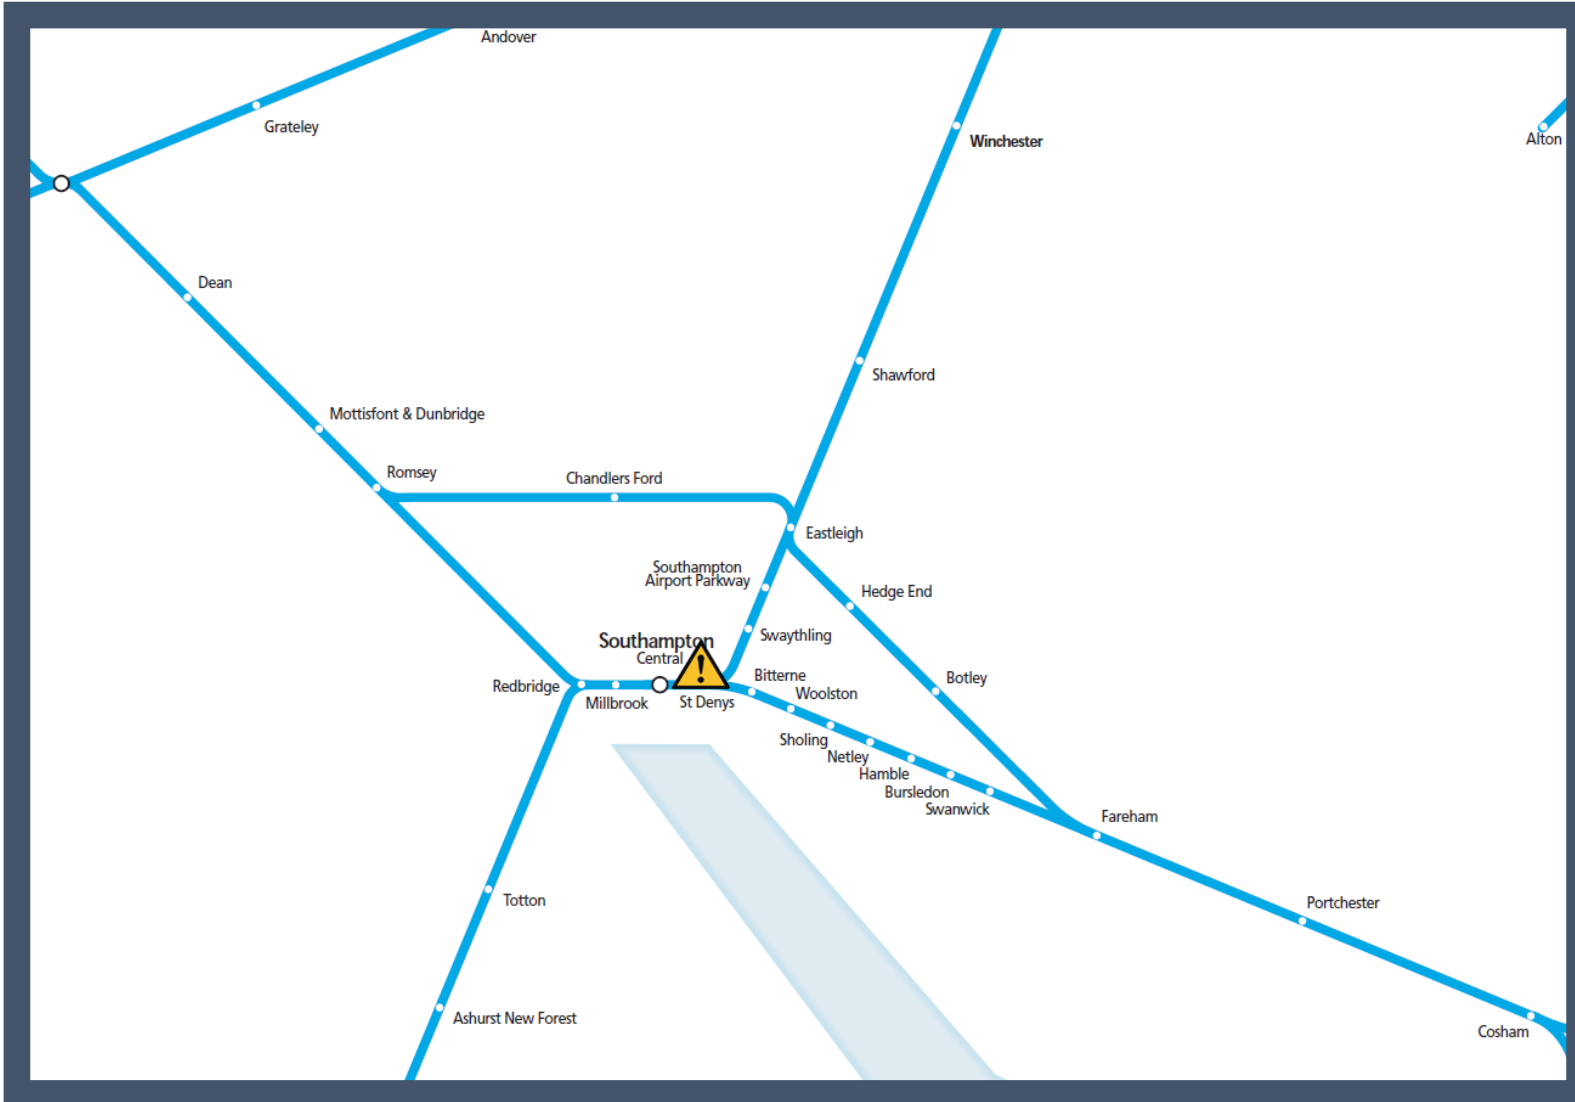 Andover
Grateley
Winchester
Alton
Dean
Shawford
Mottisfont & Dunbridge
Romsey
Chandlers Ford
Eastleigh
Southampton
Airport Parkway
Hedge End
Swaythling
Southampton
Central
!
Bitterne
Botley
Redbridge
Woolston
Millbrook
St Denys
Sholing
Netley
Hamble
Bursledon
Swanwick
Fareham
Totton
Portchester
Ashurst New Forest
Cosham